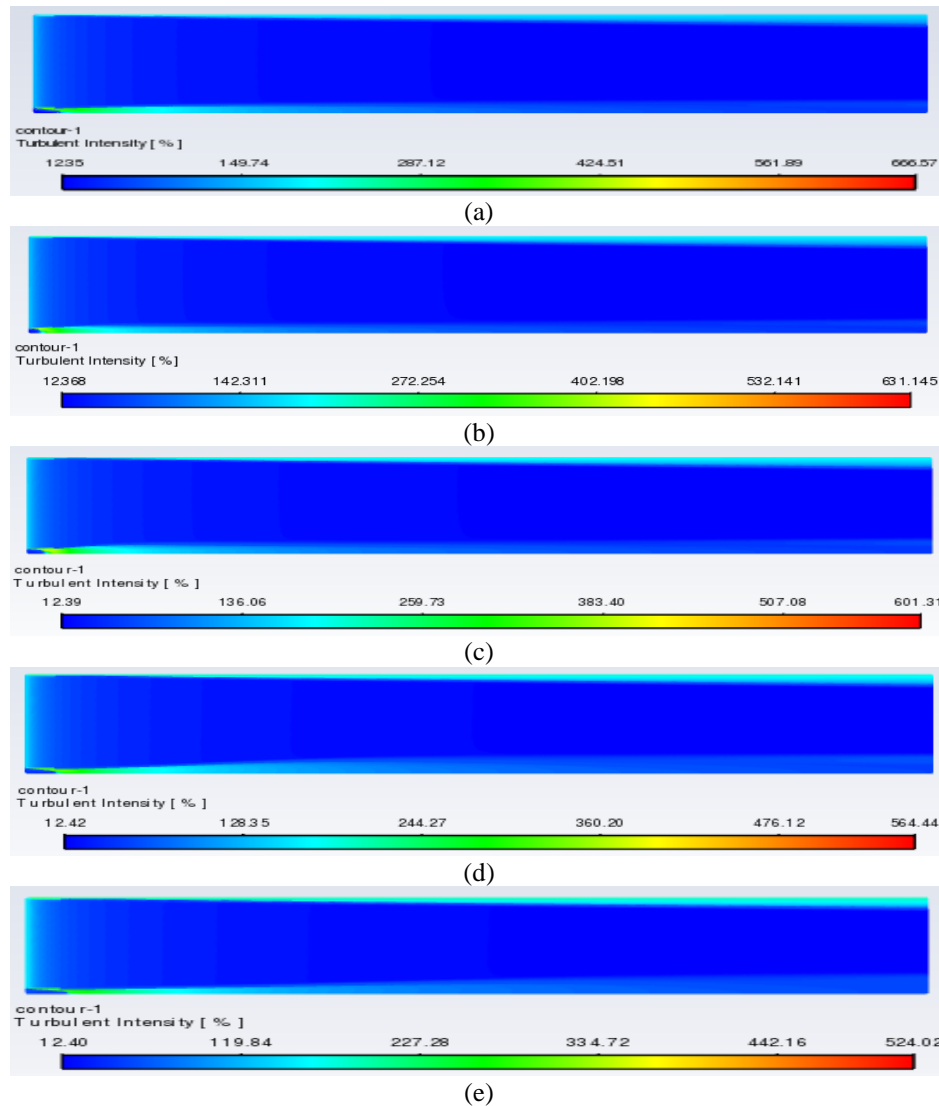 contour-1
Turbulent Intensity [ % ]
1235 149.74 287.12 424.51 561.89 666.57
(a)
contour-1
Turbulent Intensity [ % ]
12368 142.311 272.254 402.198 532.141 631.145
(b)
contour-1
Turbulent Intensity [ % ]
12.39 136.06 259.73 383.40 507.08 601.31
(c)
contour-1
Turbulent Intensity [ % ]
12.42 128.35 244.27 360.20 476.12 564.44
(d)
contour-1
Turbulent Intensity [ % ]
12.40 119.84 227.28 334.72 442.16 524.02
(e)